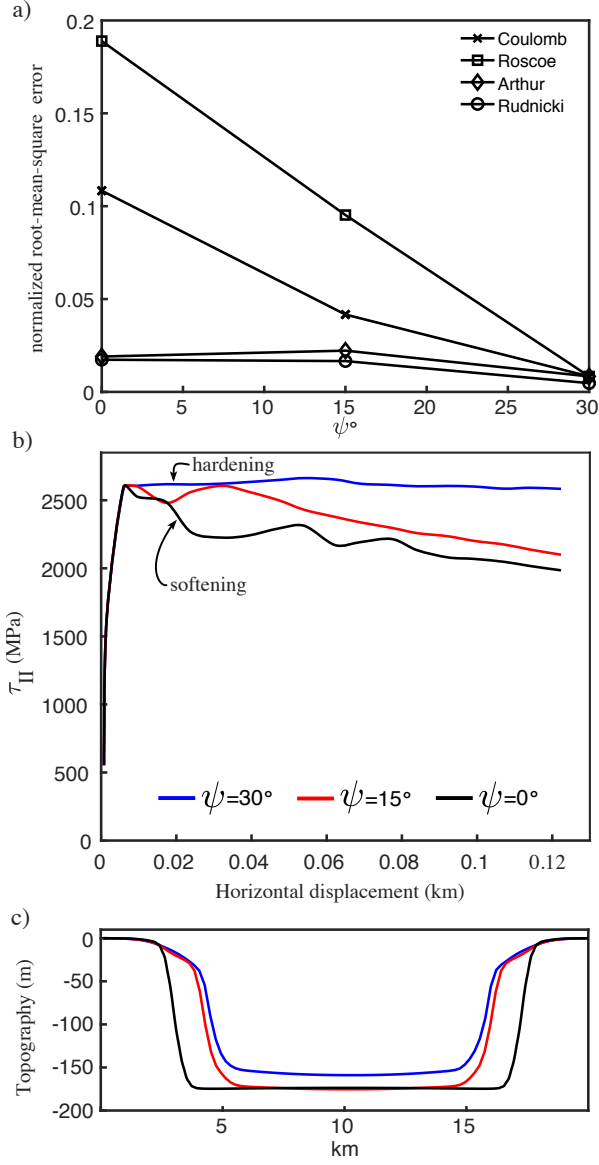 a)
normalized root-mean-square error
0.2
0.15
0.1
0.05
0
Coulomb
Roscoe
Arthur
Rudnicki
0 5 10 15 20 25 30
ψ°
b)
τII (MPa)
2500
2000
1500
1000
500
0
hardening
softening
ψ=30° ψ=15° ψ=0°
0 0.02 0.04 0.06 0.08 0.1 0.12
Horizontal displacement (km)
c)
Topography (m)
0
-50
-100
-150
-200
5 10 15
km